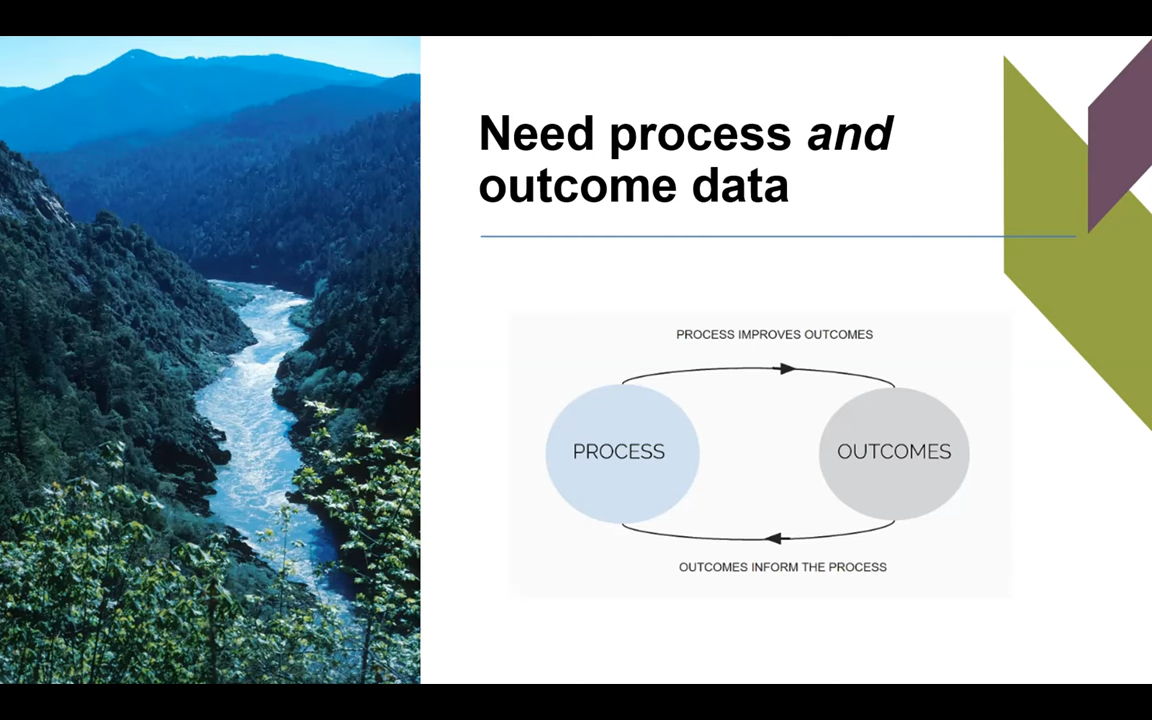 Need process and
outcome data
PROCESS IMPROVES OUTCOMES
PROCESS
OUTCOMES
OUTCOMES INFORM THE PROCESS